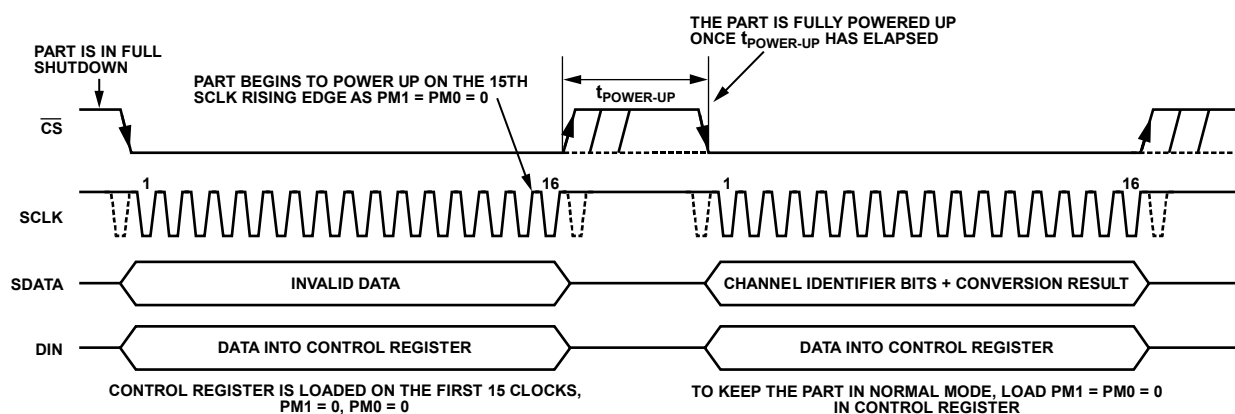 THE PART IS FULLY POWERED UP
ONCE tPOWER-UP HAS ELAPSED
PART IS IN FULL
SHUTDOWN
PART BEGINS TO POWER UP ON THE 15TH
SCLK RISING EDGE AS PM1 = PM0 = 0
tPOWER-UP
CS
1
16
1
16
SCLK
SDATA
INVALID DATA
CHANNEL IDENTIFIER BITS + CONVERSION RESULT
DIN
DATA INTO CONTROL REGISTER
DATA INTO CONTROL REGISTER
CONTROL REGISTER IS LOADED ON THE FIRST 15 CLOCKS,
PM1 = 0, PM0 = 0
TO KEEP THE PART IN NORMAL MODE, LOAD PM1 = PM0 = 0
IN CONTROL REGISTER